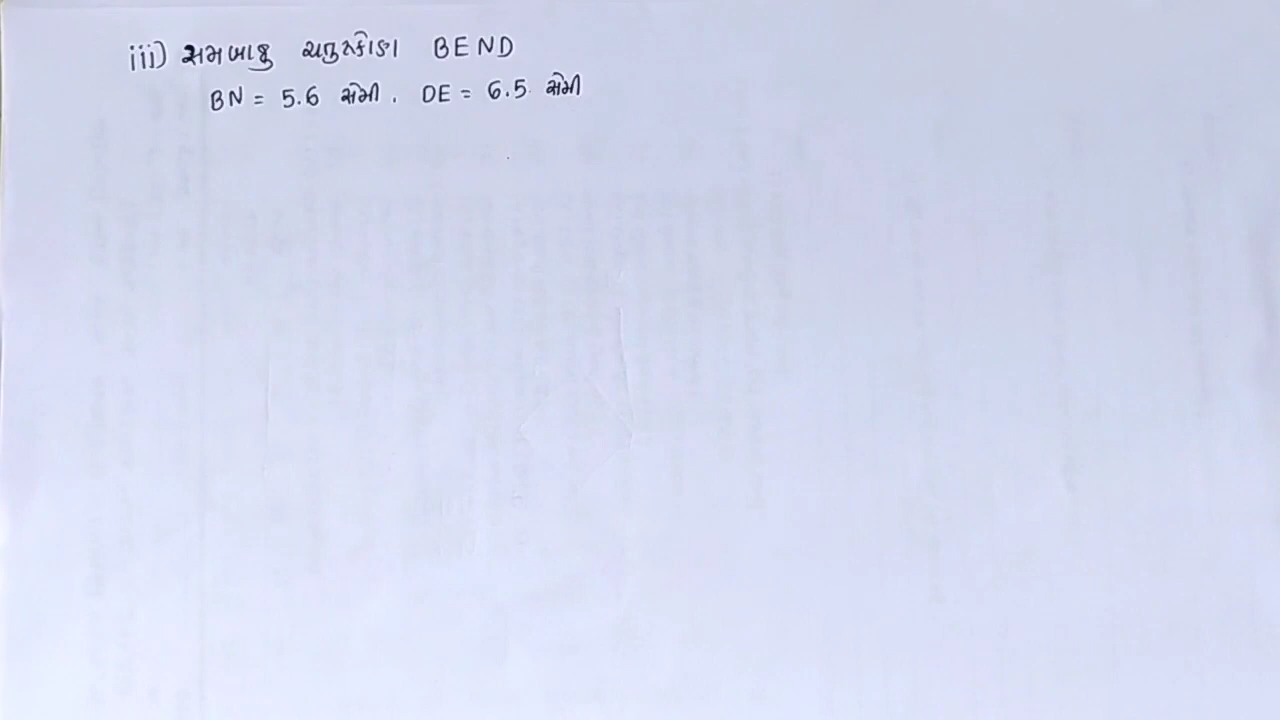 iii) સમબાજુ ચતુષ્કોણ BEND
BN = 5.6 સેમી. DE = 6.5 સેમી